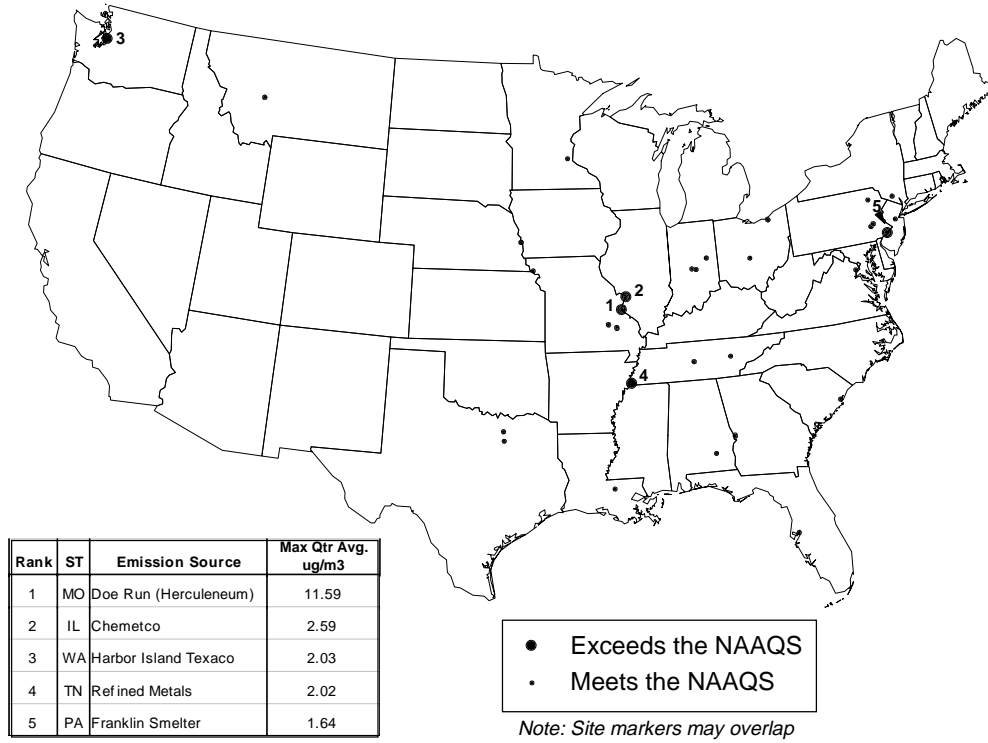 3
5
2
1
4
Rank ST Emission Source Max Qtr Avg. ug/m3
1 MO Doe Run (Herculeneum) 11.59
2 IL Chemetco 2.59
3 WA Harbor Island Texaco 2.03
4 TN Refined Metals 2.02
5 PA Franklin Smelter 1.64
Exceeds the NAAQS
Meets the NAAQS
Note: Site markers may overlap